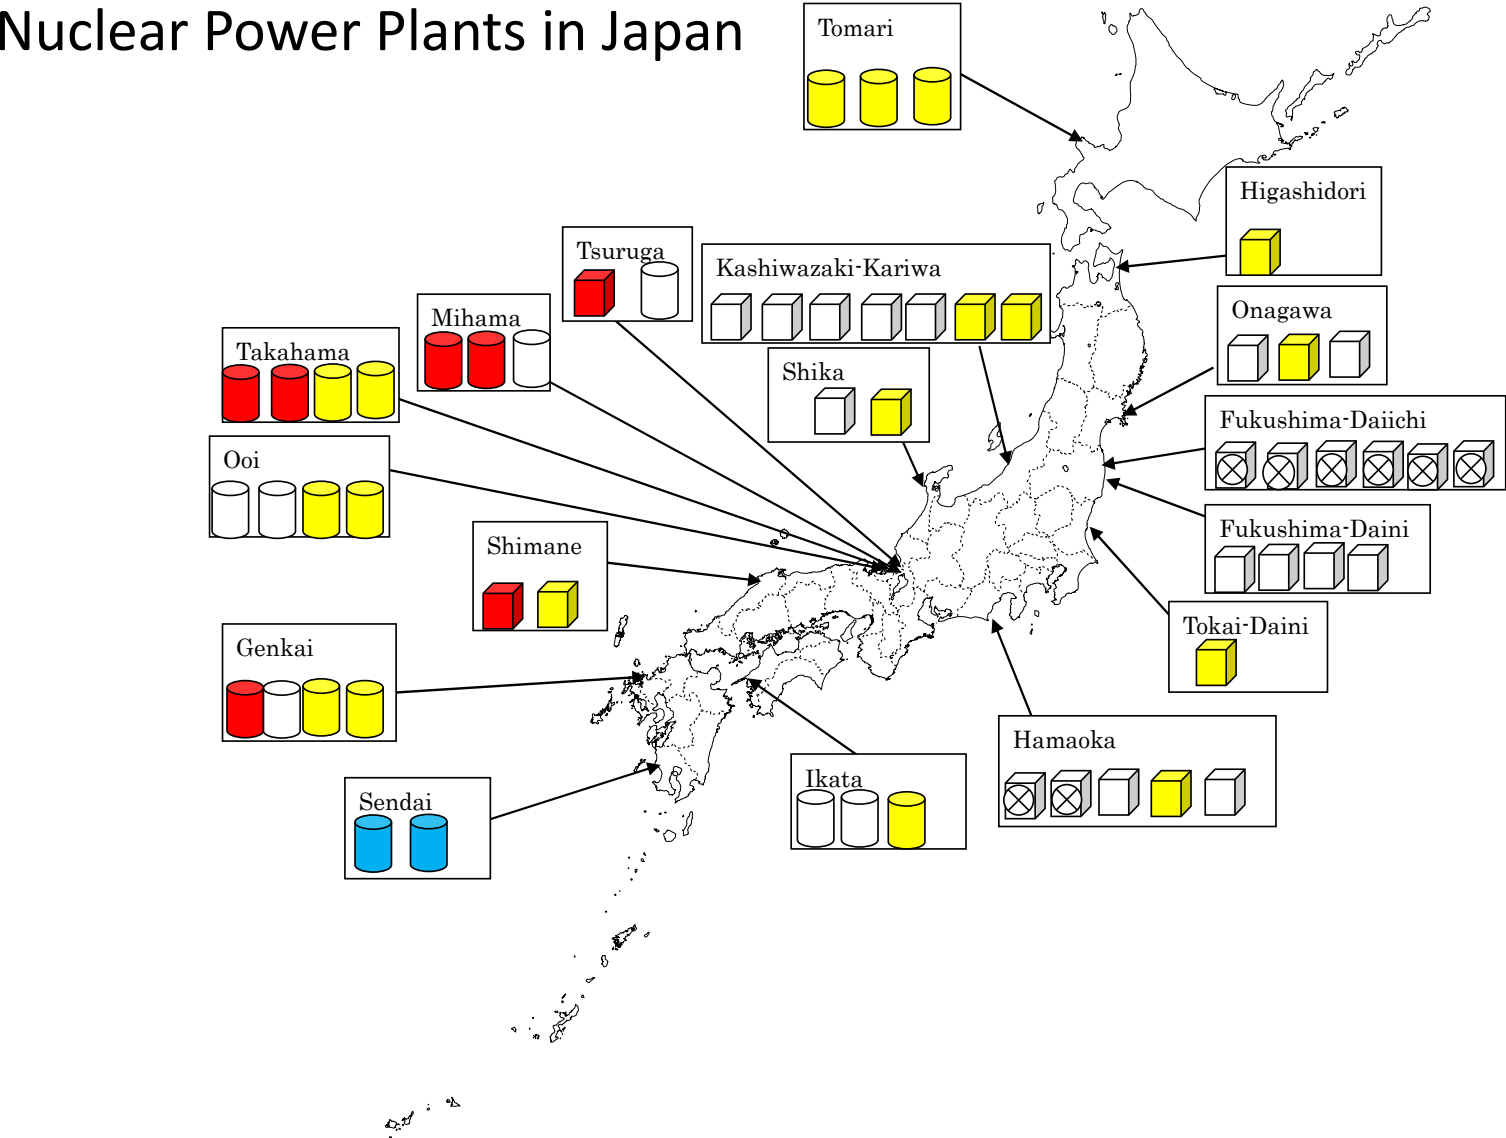 Nuclear Power Plants in Japan
Tomari
Higashidori
Tsuruga
Kashiwazaki-Kariwa
Onagawa
Mihama
Takahama
Shika
Fukushima-Daiichi
Ooi
Fukushima-Daini
Shimane
Tokai-Daini
Genkai
Hamaoka
Ikata
Sendai